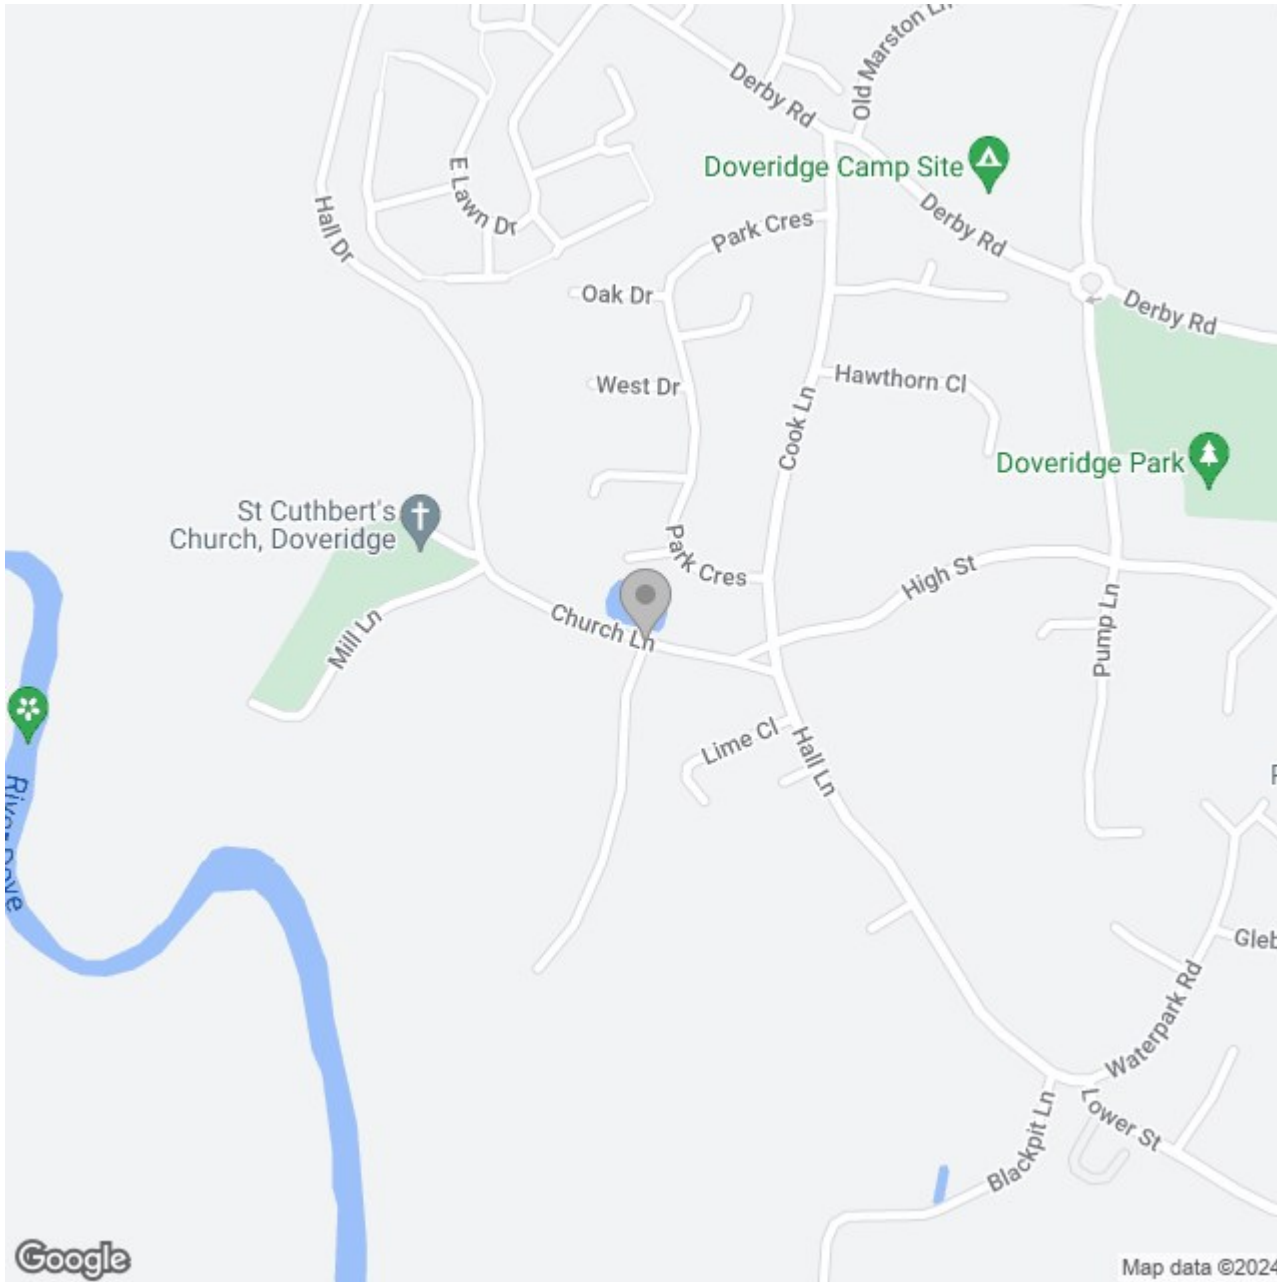 Old Marston Ln
Derby Rd
Doveridge Camp Site
E Lawn Dr
Hall Dr
Park Cres
Derby Rd
Oak Dr
Derby Rd
West Dr
Hawthorn Cl
Cook Ln
Doveridge Park
St Cuthbert's
Church, Doveridge
Park Cres
High St
Church Ln
Mill Ln
Pump Ln
Lime Cl
Hall Ln
River Dove
Waterpark Rd
Lower St
Blackpit Ln
Google
Map data ©2024